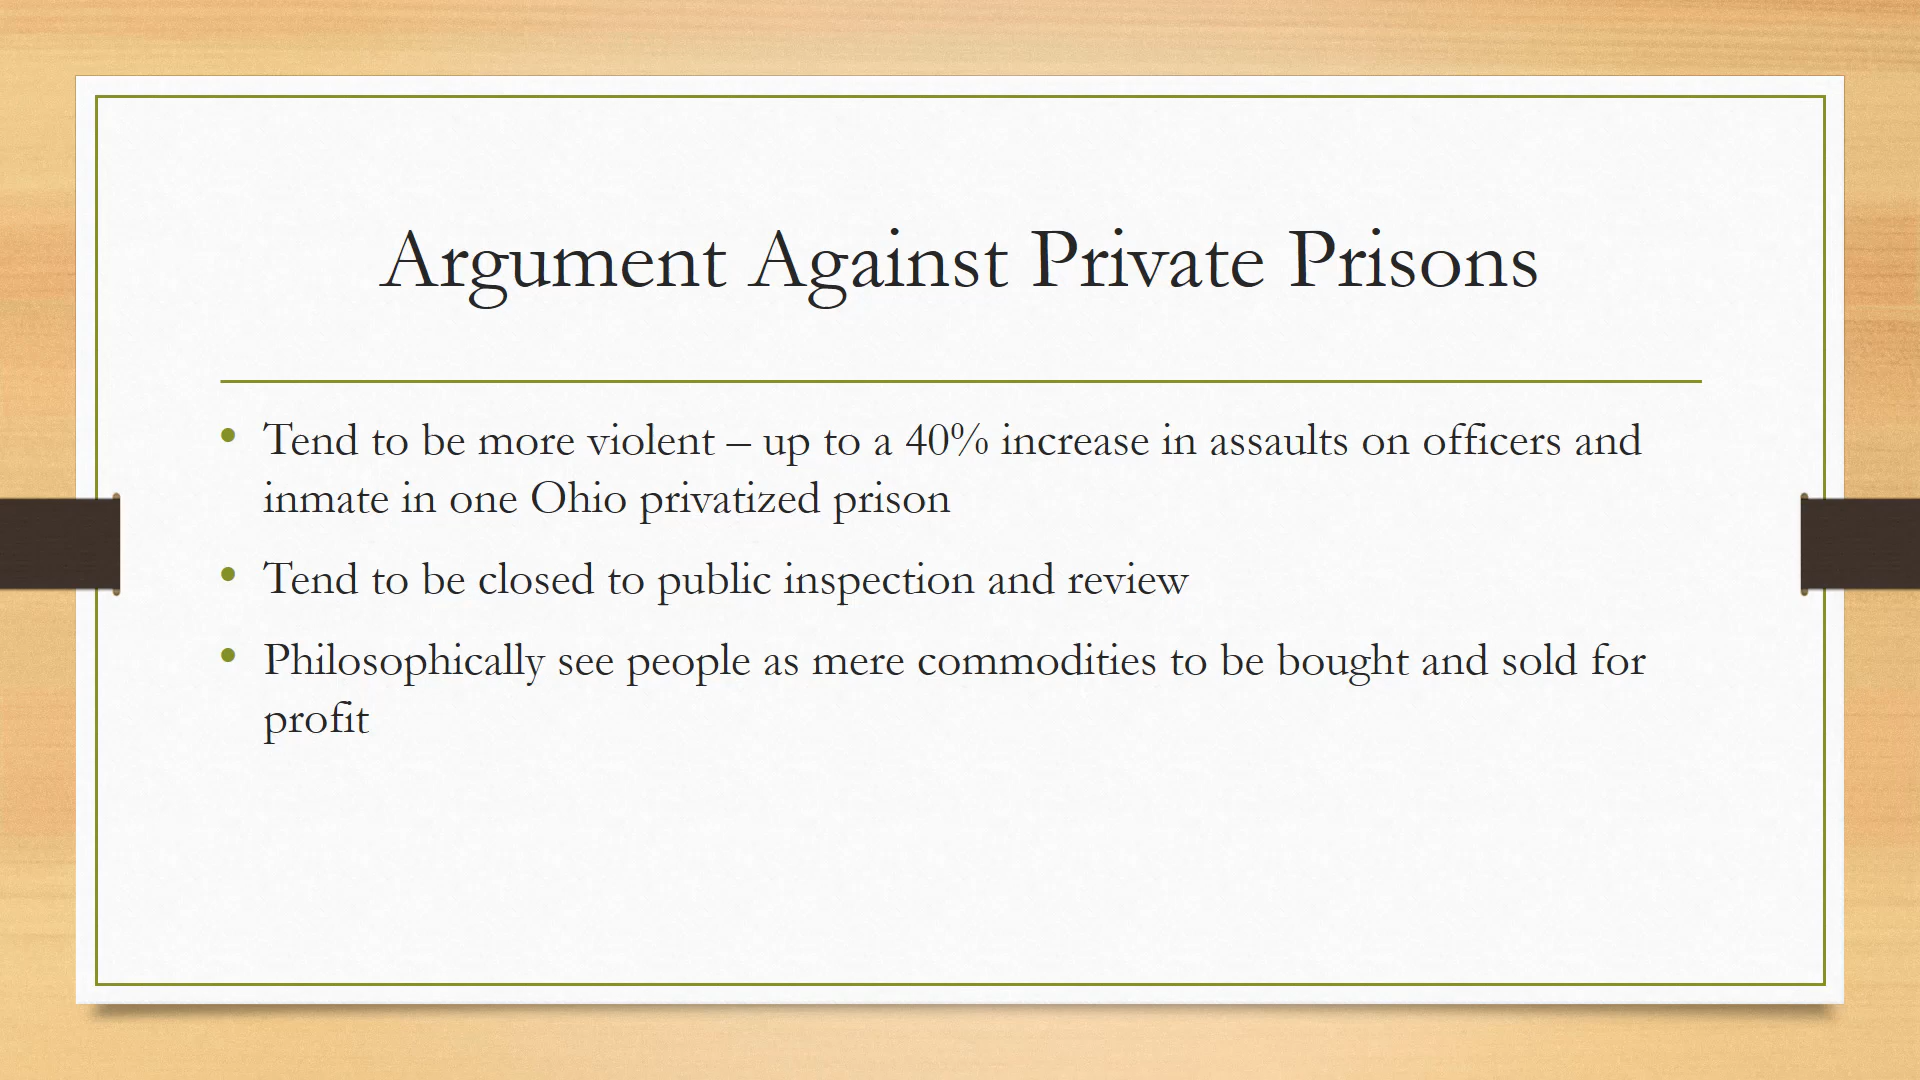 Argument Against Private Prisons
• Tend to be more violent – up to a 40% increase in assaults on officers and
inmate in one Ohio privatized prison
• Tend to be closed to public inspection and review
• Philosophically see people as mere commodities to be bought and sold for
profit